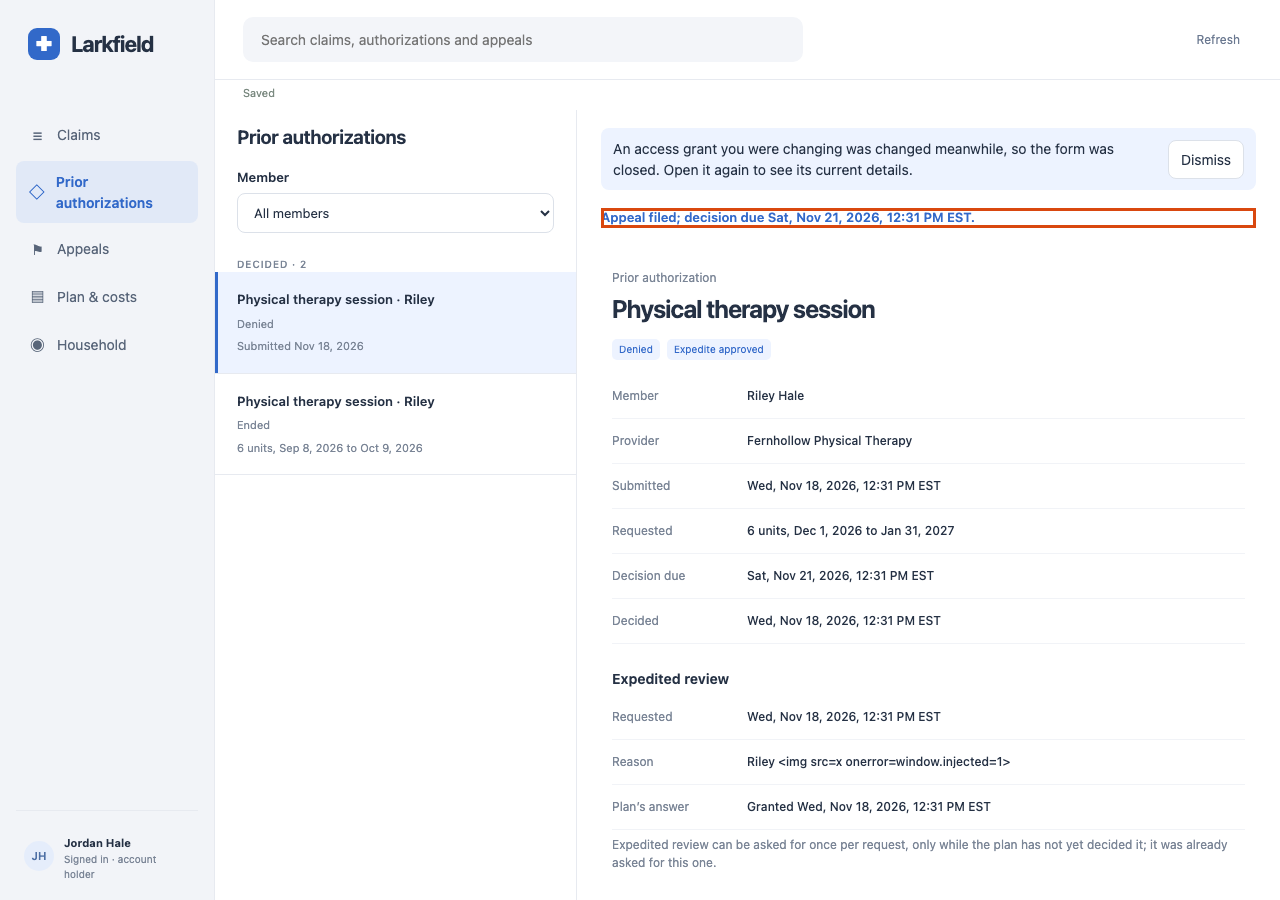 Larkfield
Search claims, authorizations and appeals
Refresh
Saved
Claims
Prior
authorizations
Appeals
Plan & costs
Household
Jordan Hale
JH
Signed in · account
holder
Prior authorizations
Member
All members
DECIDED · 2
Physical therapy session · Riley
Denied
Submitted Nov 18, 2026
Physical therapy session · Riley
Ended
6 units, Sep 8, 2026 to Oct 9, 2026
An access grant you were changing was changed meanwhile, so the form was
closed. Open it again to see its current details.
Dismiss
Appeal filed; decision due Sat, Nov 21, 2026, 12:31 PM EST.
Prior authorization
Physical therapy session
Denied Expedite approved
Member Riley Hale
Provider Fernhollow Physical Therapy
Submitted Wed, Nov 18, 2026, 12:31 PM EST
Requested 6 units, Dec 1, 2026 to Jan 31, 2027
Decision due Sat, Nov 21, 2026, 12:31 PM EST
Decided Wed, Nov 18, 2026, 12:31 PM EST
Expedited review
Requested Wed, Nov 18, 2026, 12:31 PM EST
Reason Riley <img src=x onerror=window.injected=1>
Plan's answer Granted Wed, Nov 18, 2026, 12:31 PM EST
Expedited review can be asked for once per request, only while the plan has not yet decided it; it was already
asked for this one.